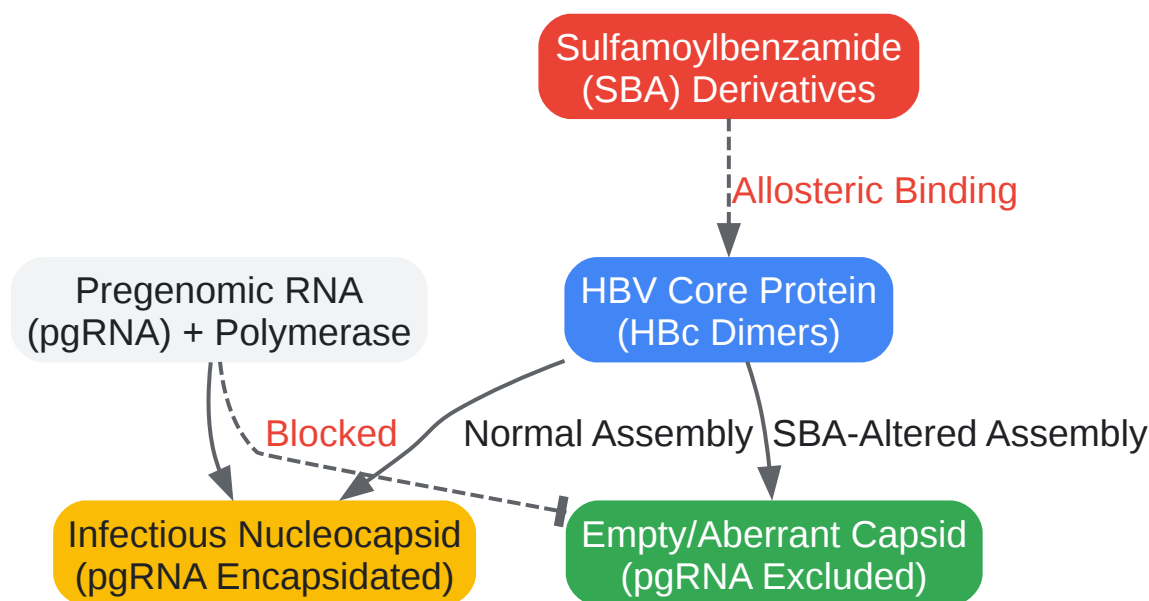 Sulfamoylbenzamide
(SBA) Derivatives
Allosteric Binding
Pregenomic RNA
(pgRNA) + Polymerase
HBV Core Protein
(HBc Dimers)
Blocked
Normal Assembly
SBA-Altered Assembly
Infectious Nucleocapsid
(pgRNA Encapsidated)
Empty/Aberrant Capsid
(pgRNA Excluded)